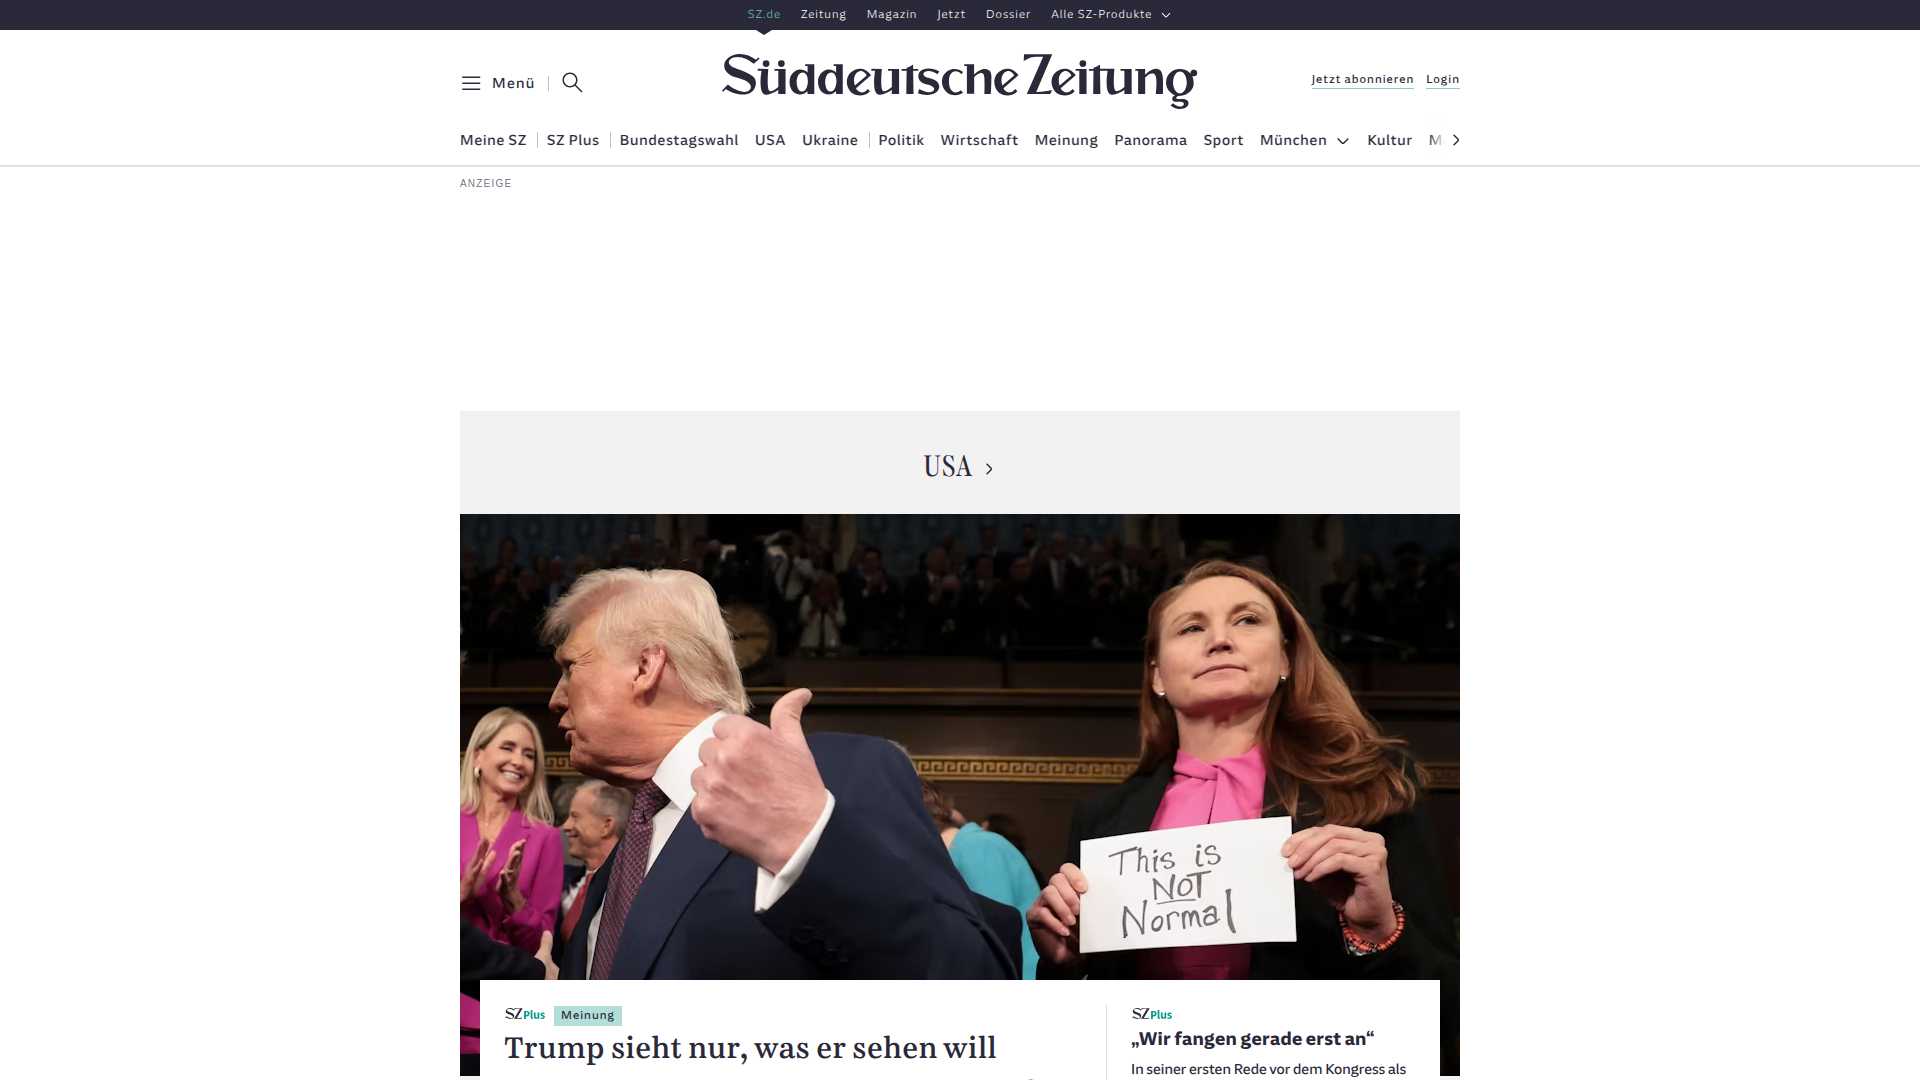 SZ.de Zeitung Magazin Jetzt Dossier Alle SZ-Produkte
Menü
Süddeutsche Zeitung
Jetzt abonnieren Login
Meine SZ SZ Plus Bundestagswahl USA Ukraine Politik Wirtschaft Meinung Panorama Sport München Kultur M
ANZEIGE
USA
This is
NOT
Normal
SZ Plus Meinung
Trump sieht nur, was er sehen will
SZ Plus
„Wir fangen gerade erst an“
In seiner ersten Rede vor dem Kongress als